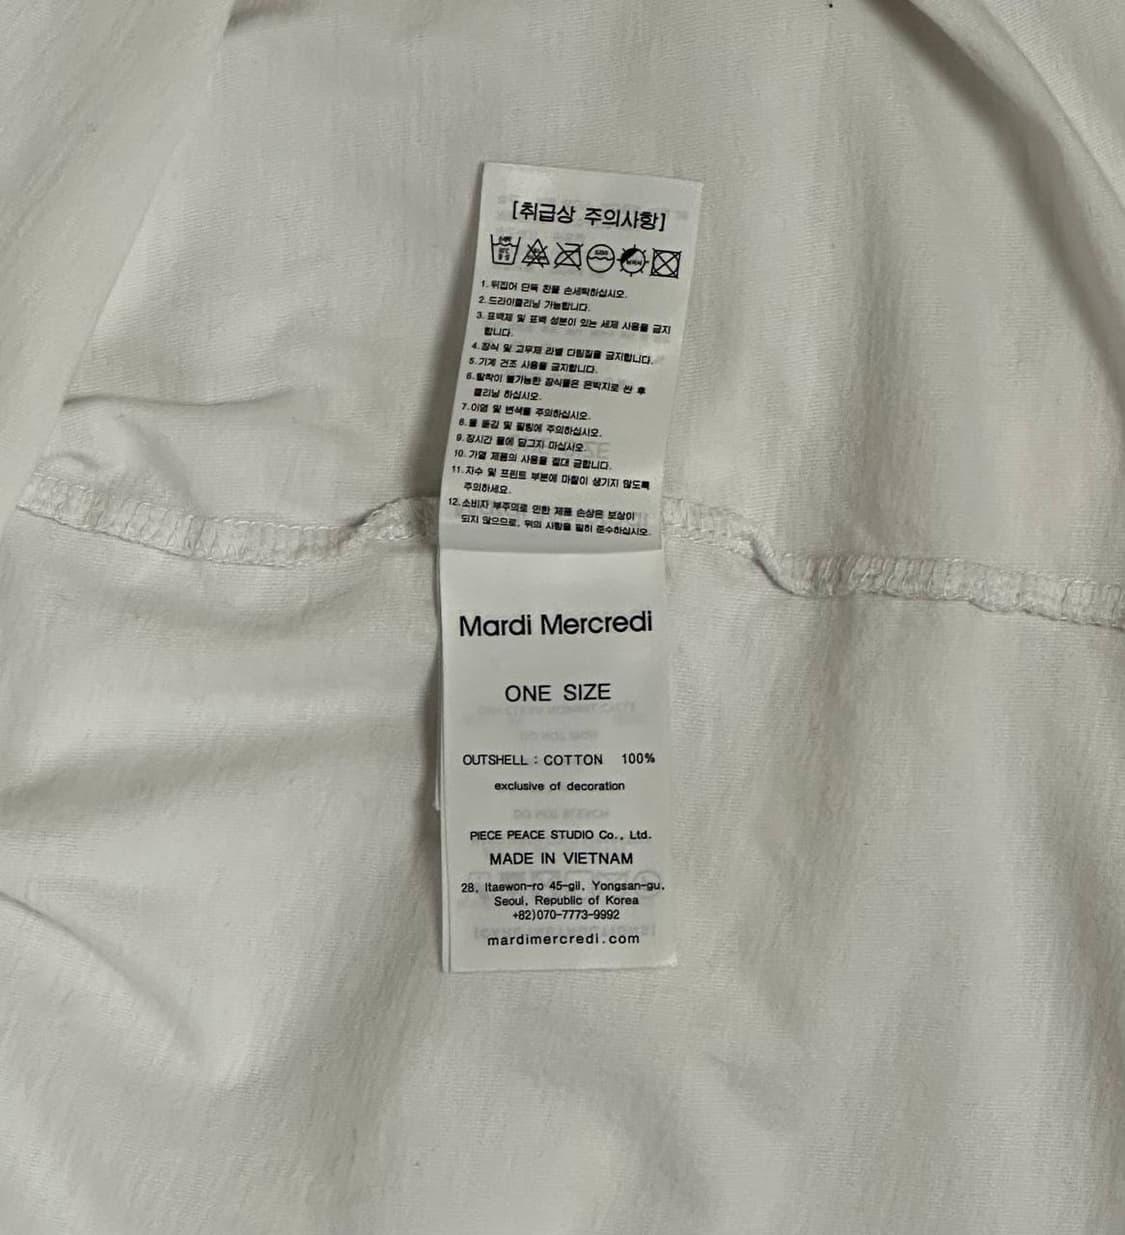 [취급상 주의사항]
1. 뒤집어 단독 찬물 손세탁하십시오.
2. 드라이클리닝 가능합니다.
3. 표백제 및 표백 성분이 있는 세제 사용을 금지
합니다.
4. 장식 및 고무제 라벨 다림질을 금지합니다.
5. 기계 건조 사용을 금지합니다.
6. 탈착이 불가능한 장식물은 은박지로 싼 후
클리닝 하십시오.
7. 이염 및 변색을 주의하십시오.
8. 올 뜯김 및 필링에 주의하십시오.
9. 장시간 물에 담그지 마십시오.
10. 가열 제품의 사용을 절대 금합니다.
11. 자수 및 프린트 부분에 마찰이 생기지 않도록
주의하세요.
12. 소비자 부주의로 인한 제품 손상은 보상이
되지 않으므로, 위의 사항을 필히 준수하십시오.
Mardi Mercredi
ONE SIZE
OUTSHELL : COTTON 100%
exclusive of decoration
PIECE PEACE STUDIO Co., Ltd.
MADE IN VIETNAM
28, Itaewon-ro 45-gil, Yongsan-gu,
Seoul, Republic of Korea
+82)070-7773-9992
mardimercredi.com